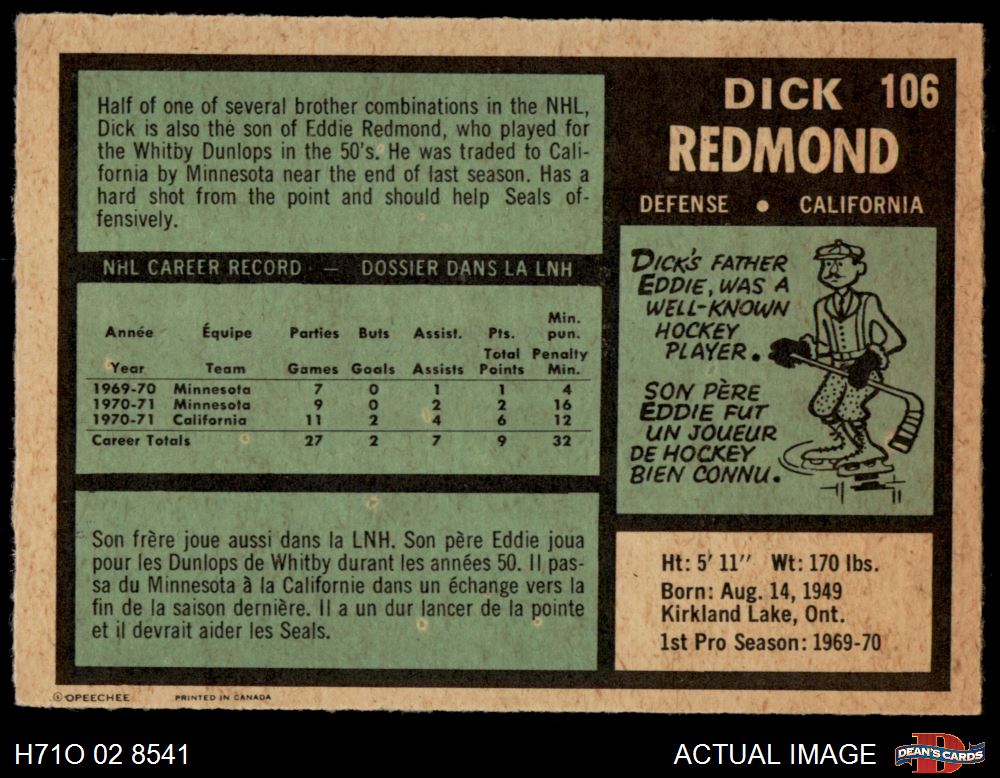 Half of one of several brother combinations in the NHL,
Dick is also the son of Eddie Redmond, who played for
the Whitby Dunlops in the 50's. He was traded to Cali-
fornia by Minnesota near the end of last season. Has a
hard shot from the point and should help Seals of-
fensively.
DICK 106
REDMOND
DEFENSE • CALIFORNIA
NHL CAREER RECORD — DOSSIER DANS LA LNH
Année Équipe Parties Buts Assist. Pts. Min. pun.
Year Team Games Goals Assists Total Points Penalty Min.
1969-70 Minnesota 7 0 1 1 4
1970-71 Minnesota 9 0 2 2 16
1970-71 California 11 2 4 6 12
Career Totals 27 2 7 9 32
DICK'S FATHER
EDDIE, WAS A
WELL-KNOWN
HOCKEY
PLAYER.
SON PÈRE
EDDIE FUT
UN JOUEUR
DE HOCKEY
BIEN CONNU.
Son frère joue aussi dans la LNH. Son père Eddie joua
pour les Dunlops de Whitby durant les années 50. Il pas-
sa du Minnesota à la Californie dans un échange vers la
fin de la saison dernière. Il a un dur lancer de la pointe
et il devrait aider les Seals.
Ht: 5' 11" Wt: 170 lbs.
Born: Aug. 14, 1949
Kirkland Lake, Ont.
1st Pro Season: 1969-70
© OPEECHEE PRINTED IN CANADA
H71O 02 8541 ACTUAL IMAGE DEAN'S CARDS